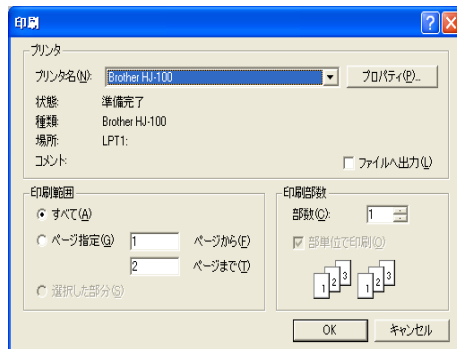 印刷
プリンタ
プリンタ名(N): Brother HJ-100 プロパティ(P)...
状態: 準備完了
種類: Brother HJ-100
場所: LPT1:
コメント: ファイルへ出力(L)
印刷範囲
すべて(A)
ページ指定(G) 1 ページから(F)
2 ページまで(T)
選択した部分(S)
印刷部数
部数(C): 1
部単位で印刷(O)
1 2 3 1 2 3
OK キャンセル